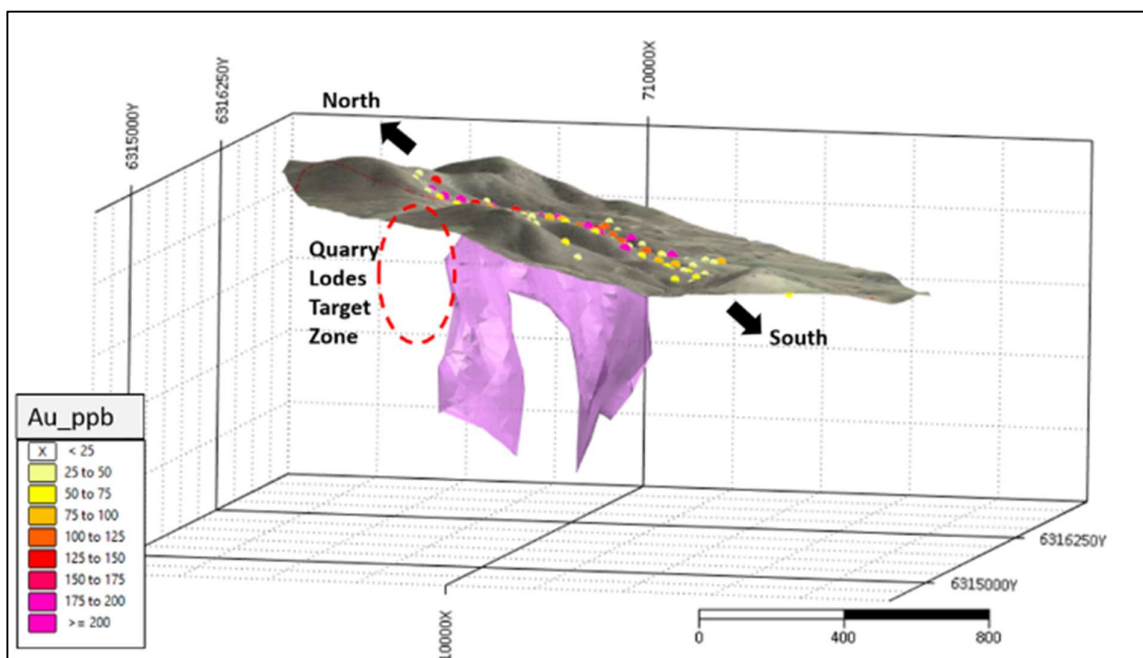 6315000Y
6316250Y
710000X
North
Quarry
Lodes
Target
Zone
South
Au_ppb
X < 25
25 to 50
50 to 75
75 to 100
100 to 125
125 to 150
150 to 175
175 to 200
>= 200
6316250Y
6315000Y
10000X
0 400 800